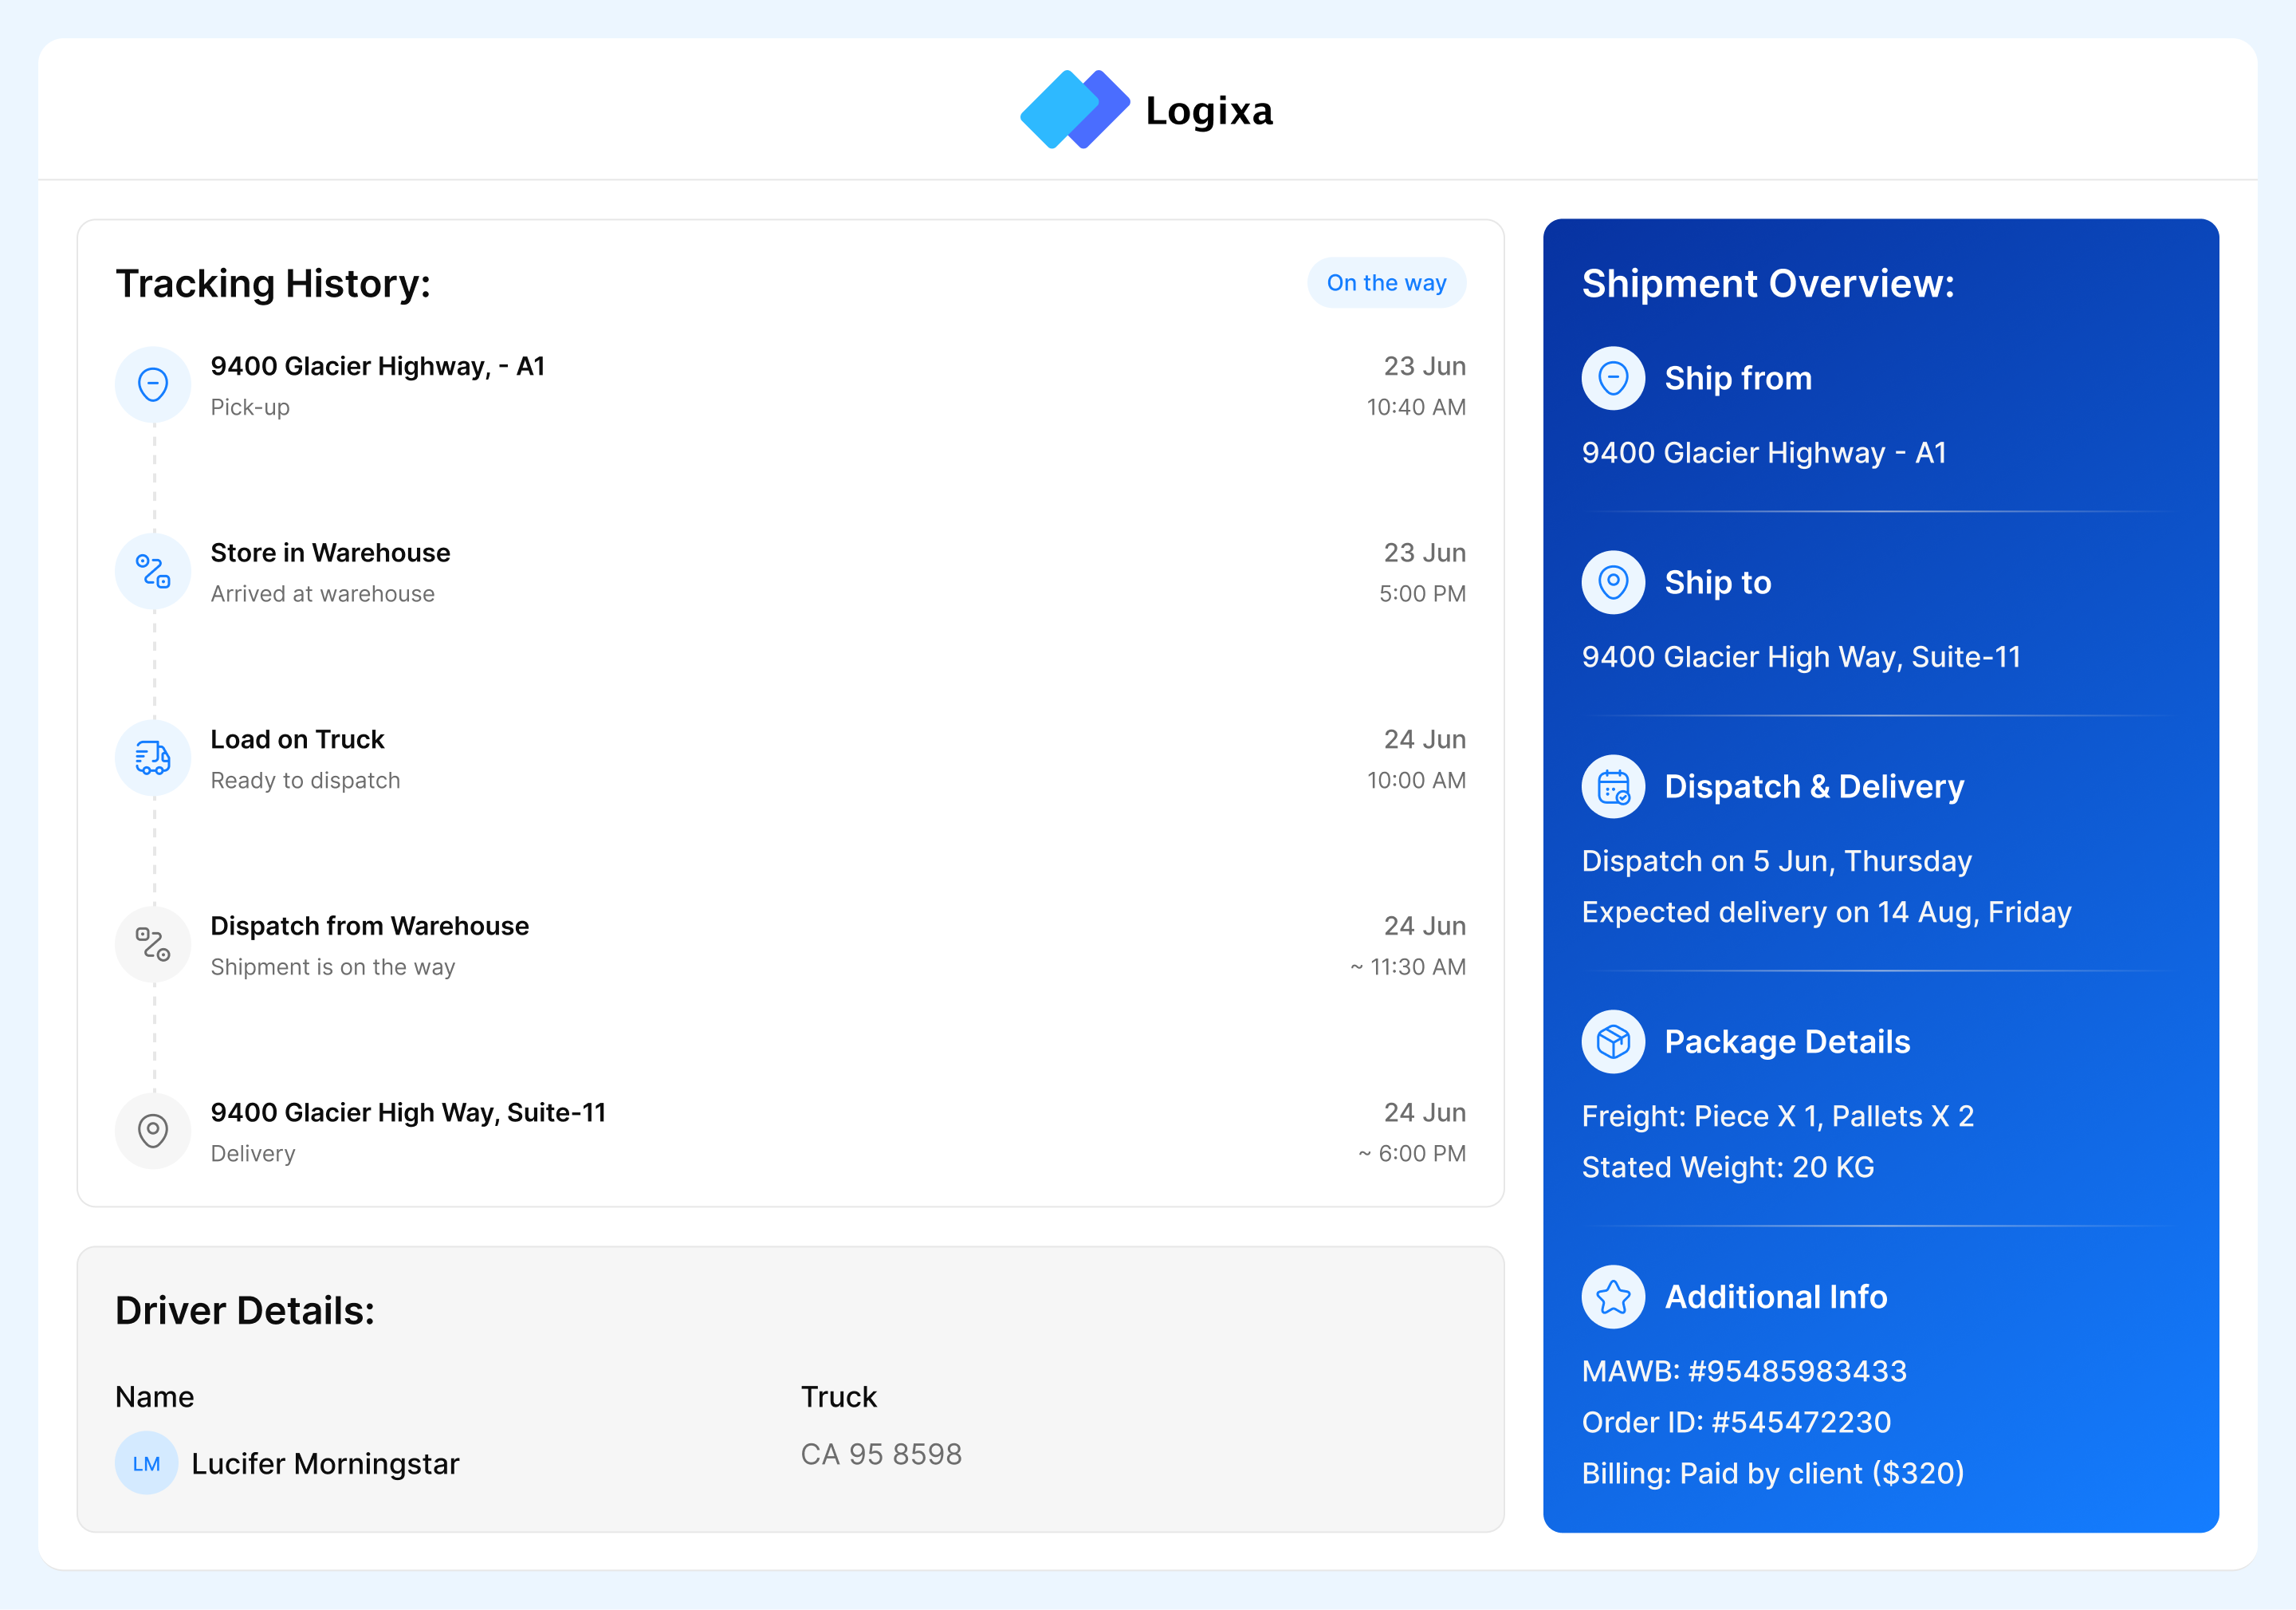 Logixa
Tracking History:
On the way
9400 Glacier Highway, - A1
23 Jun
Pick-up
10:40 AM
Store in Warehouse
23 Jun
Arrived at warehouse
5:00 PM
Load on Truck
24 Jun
Ready to dispatch
10:00 AM
Dispatch from Warehouse
24 Jun
Shipment is on the way
~ 11:30 AM
9400 Glacier High Way, Suite-11
24 Jun
Delivery
~ 6:00 PM
Driver Details:
Name
Truck
LM
Lucifer Morningstar
CA 95 8598
Shipment Overview:
Ship from
9400 Glacier Highway - A1
Ship to
9400 Glacier High Way, Suite-11
Dispatch & Delivery
Dispatch on 5 Jun, Thursday
Expected delivery on 14 Aug, Friday
Package Details
Freight: Piece X 1, Pallets X 2
Stated Weight: 20 KG
Additional Info
MAWB: #95485983433
Order ID: #545472230
Billing: Paid by client ($320)